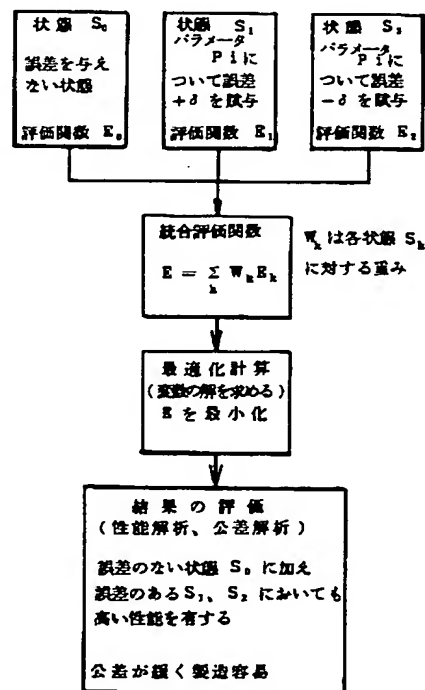 状態 S₀
誤差を与え
ない状態
評価関数 E₀
状態 S₁
パラメータ
Piに
ついて誤差
+δ を賦与
評価関数 E₁
状態 S₂
パラメータ
Piに
ついて誤差
−δ を賦与
評価関数 E₂
統合評価関数
E = Σ WₖEₖ
k
Wₖ は各状態 Sₖ
に対する重み
最適化計算
(変数の解を求める)
E を最小化
結果の評価
(性能解析、公差解析)
誤差のない状態 S₀ に加え
誤差のあるS₁、S₂ においても
高い性能を有する
公差が緩く製造容易